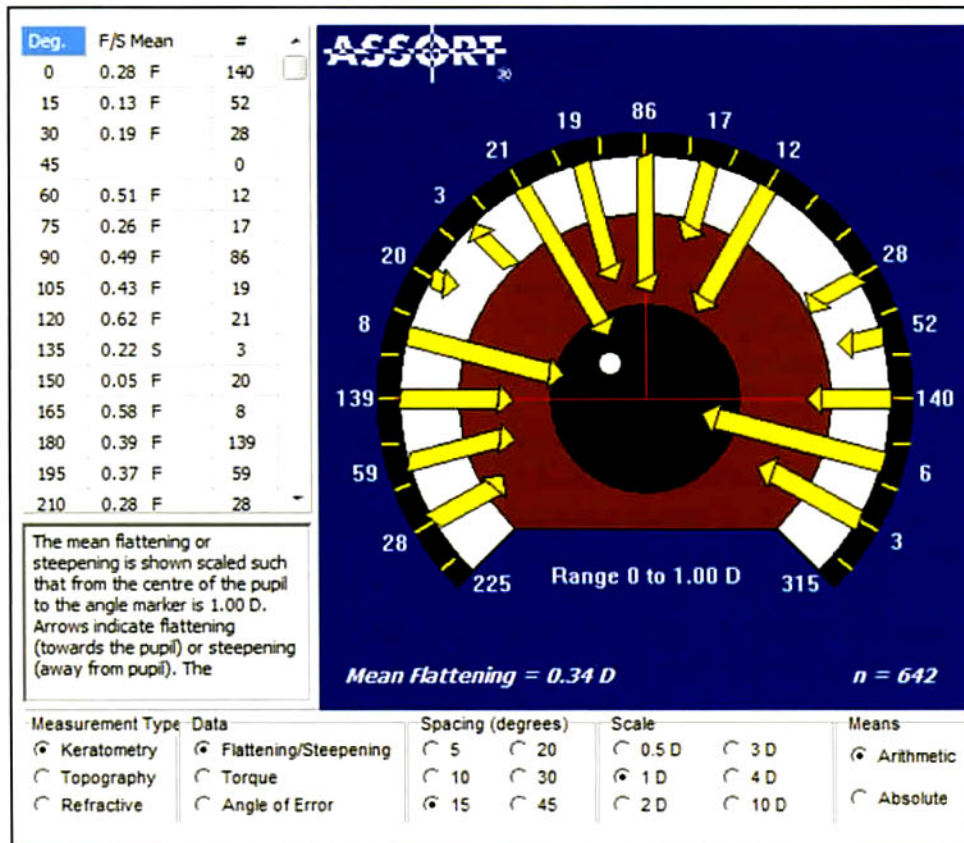 Deg. F/S Mean #
0 0.28 F 140
15 0.13 F 52
30 0.19 F 28
45 0
60 0.51 F 12
75 0.26 F 17
90 0.49 F 86
105 0.43 F 19
120 0.62 F 21
135 0.22 S 3
150 0.05 F 20
165 0.58 F 8
180 0.39 F 139
195 0.37 F 59
210 0.28 F 28
The mean flattening or
steepening is shown scaled such
that from the centre of the pupil
to the angle marker is 1.00 D.
Arrows indicate flattening
(towards the pupil) or steepening
(away from pupil). The
ASSORT®
86
19 17
21 12
3
20 28
8 52
139 140
59 6
28 3
225 Range 0 to 1.00 D 315
Mean Flattening = 0.34 D n = 642
Measurement Type Data Spacing (degrees) Scale Means
Keratometry Flattening/Steepening 5 20 0.5 D 3 D Arithmetic
Topography Torque 10 30 1 D 4 D
Refractive Angle of Error 15 45 2 D 10 D Absolute